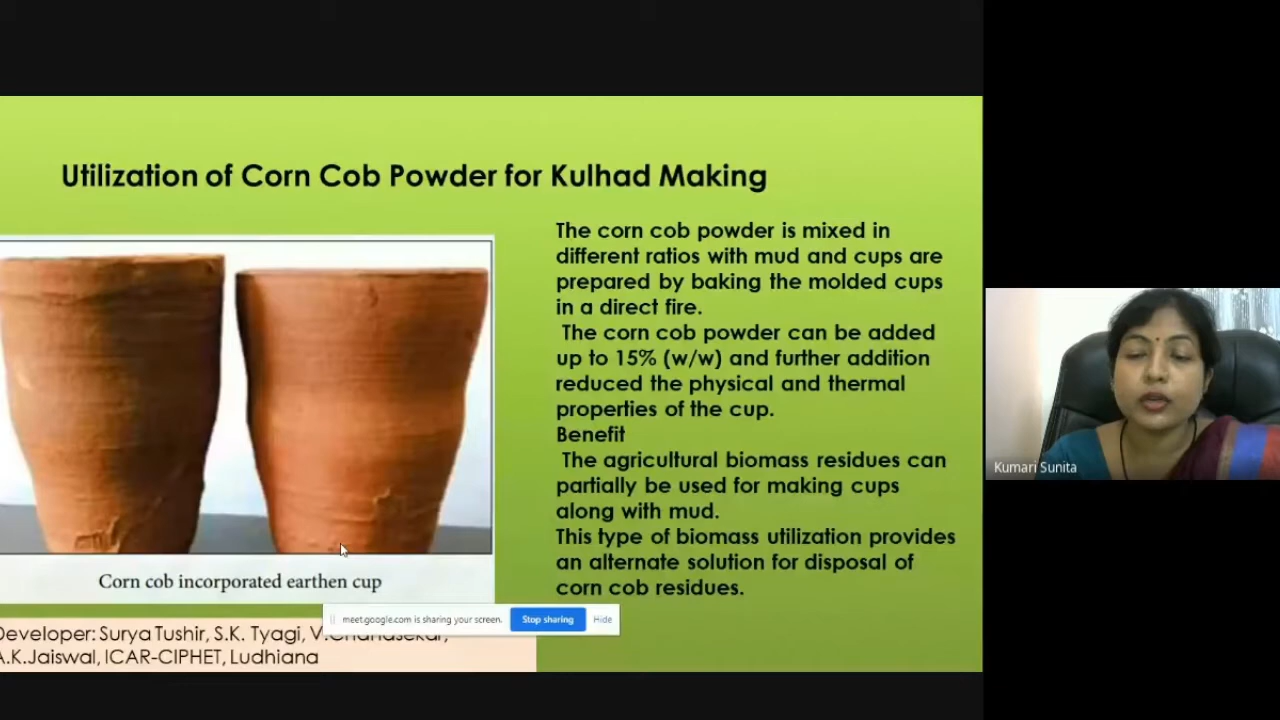 Utilization of Corn Cob Powder for Kulhad Making
The corn cob powder is mixed in
different ratios with mud and cups are
prepared by baking the molded cups
in a direct fire.
The corn cob powder can be added
up to 15% (w/w) and further addition
reduced the physical and thermal
properties of the cup.
Benefit
The agricultural biomass residues can
partially be used for making cups
along with mud.
This type of biomass utilization provides
an alternate solution for disposal of
corn cob residues.
Corn cob incorporated earthen cup
meet.google.com is sharing your screen.
Stop sharing
Hide
Developer: Surya Tushir, S.K. Tyagi,
A.K.Jaiswal, ICAR-CIPHET, Ludhiana
Kumari Sunita